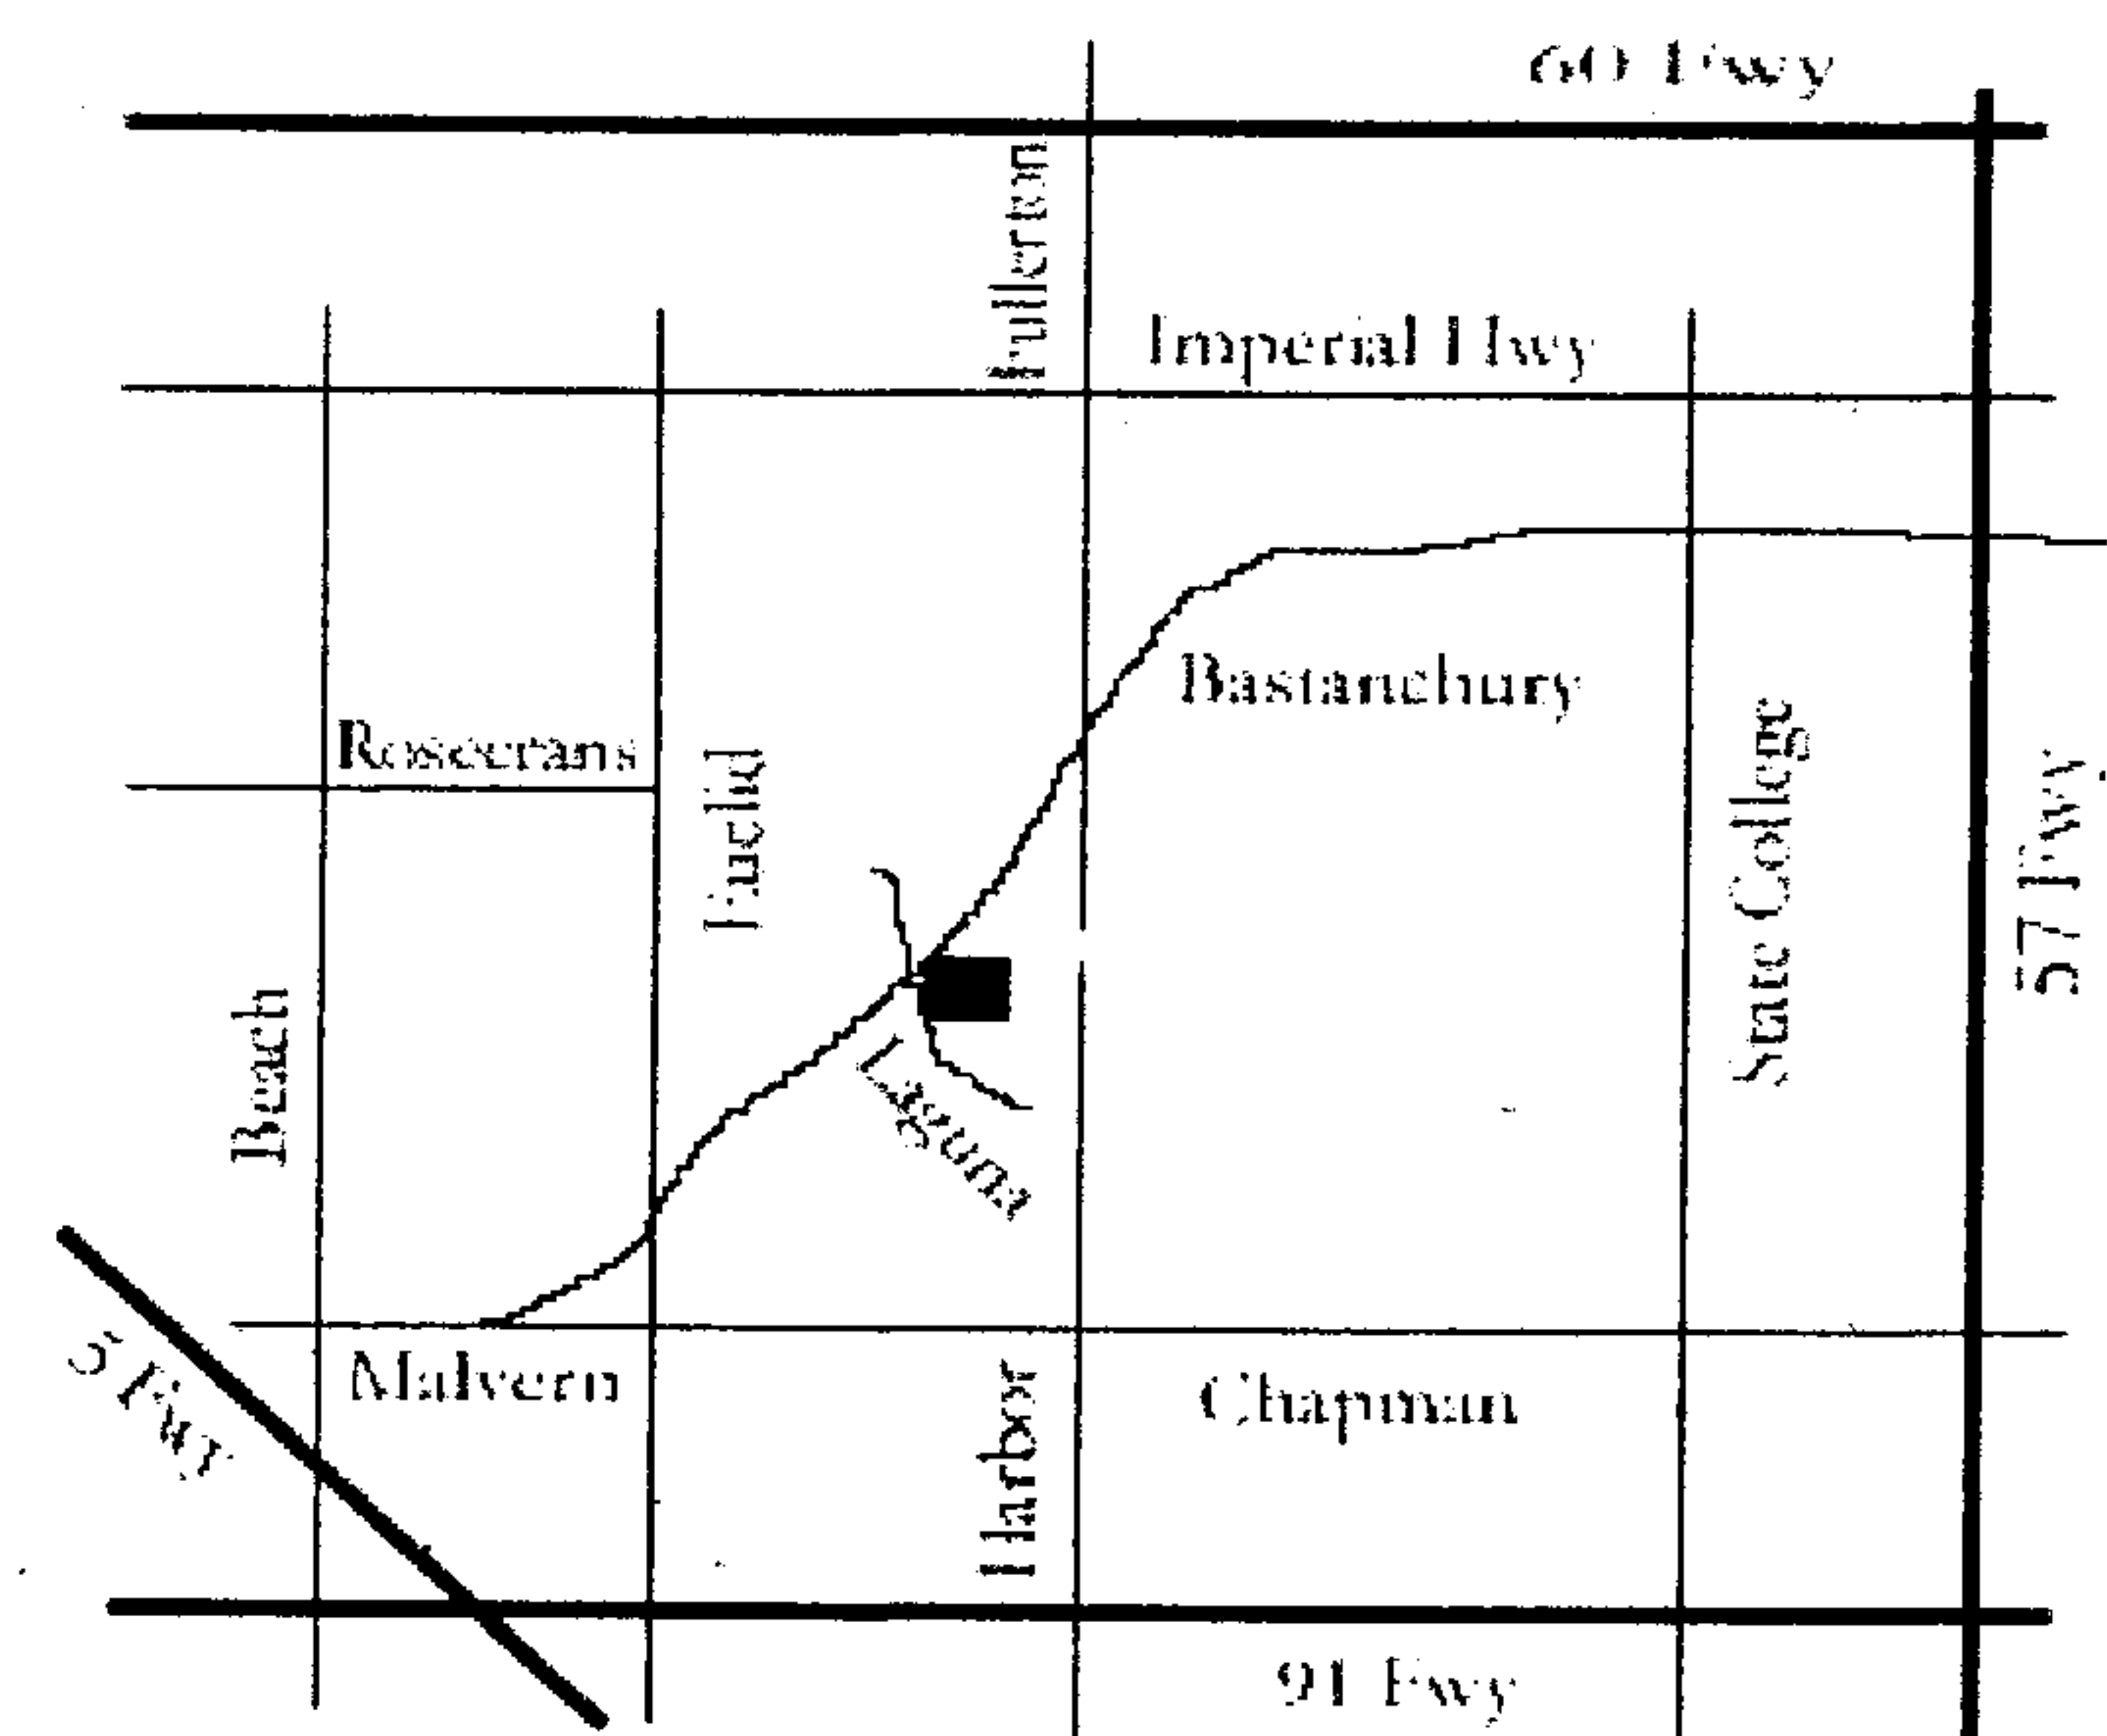 60 Fwy
Fullerton
Imperial Hwy
Bastanchury
Rosecrans
Euclid
State College
57 Fwy
Beach
Laguna
5 Fwy
Malvern
Harbor
Chapman
91 Fwy